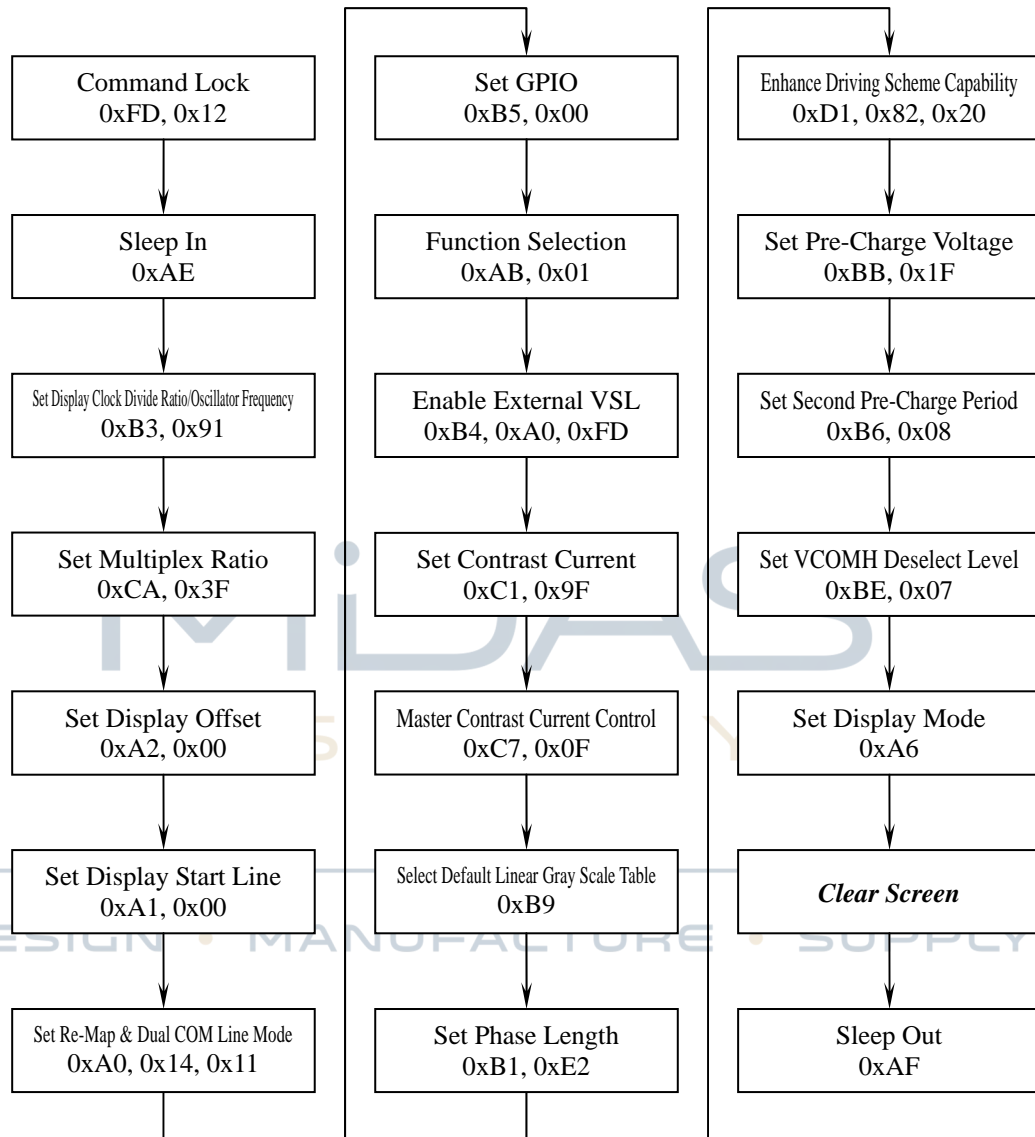 Command Lock
0xFD, 0x12
Sleep In
0xAE
Set Display Clock Divide Ratio/Oscillator Frequency
0xB3, 0x91
Set Multiplex Ratio
0xCA, 0x3F
Set Display Offset
0xA2, 0x00
Set Display Start Line
0xA1, 0x00
Set Re-Map & Dual COM Line Mode
0xA0, 0x14, 0x11
Set GPIO
0xB5, 0x00
Function Selection
0xAB, 0x01
Enable External VSL
0xB4, 0xA0, 0xFD
Set Contrast Current
0xC1, 0x9F
Master Contrast Current Control
0xC7, 0x0F
Select Default Linear Gray Scale Table
0xB9
Set Phase Length
0xB1, 0xE2
Enhance Driving Scheme Capability
0xD1, 0x82, 0x20
Set Pre-Charge Voltage
0xBB, 0x1F
Set Second Pre-Charge Period
0xB6, 0x08
Set VCOMH Deselect Level
0xBE, 0x07
Set Display Mode
0xA6
Clear Screen
Sleep Out
0xAF
MIDAS
MANUFACTURE • SUPPLY